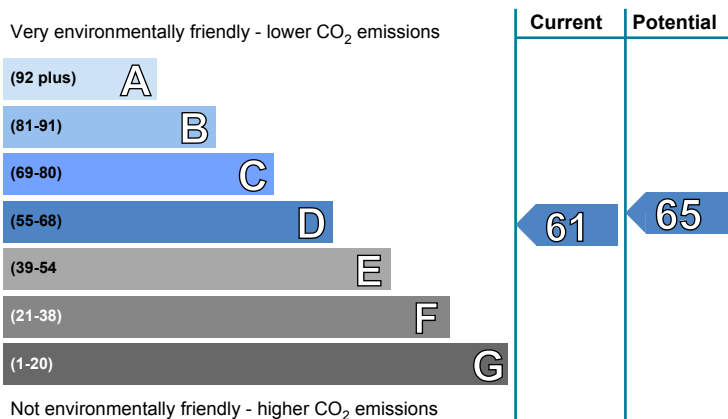 Very environmentally friendly - lower CO2 emissions
Current Potential
(92 plus) A
(81-91) B
(69-80) C
(55-68) D
61 65
(39-54 E
(21-38) F
(1-20) G
Not environmentally friendly - higher CO2 emissions